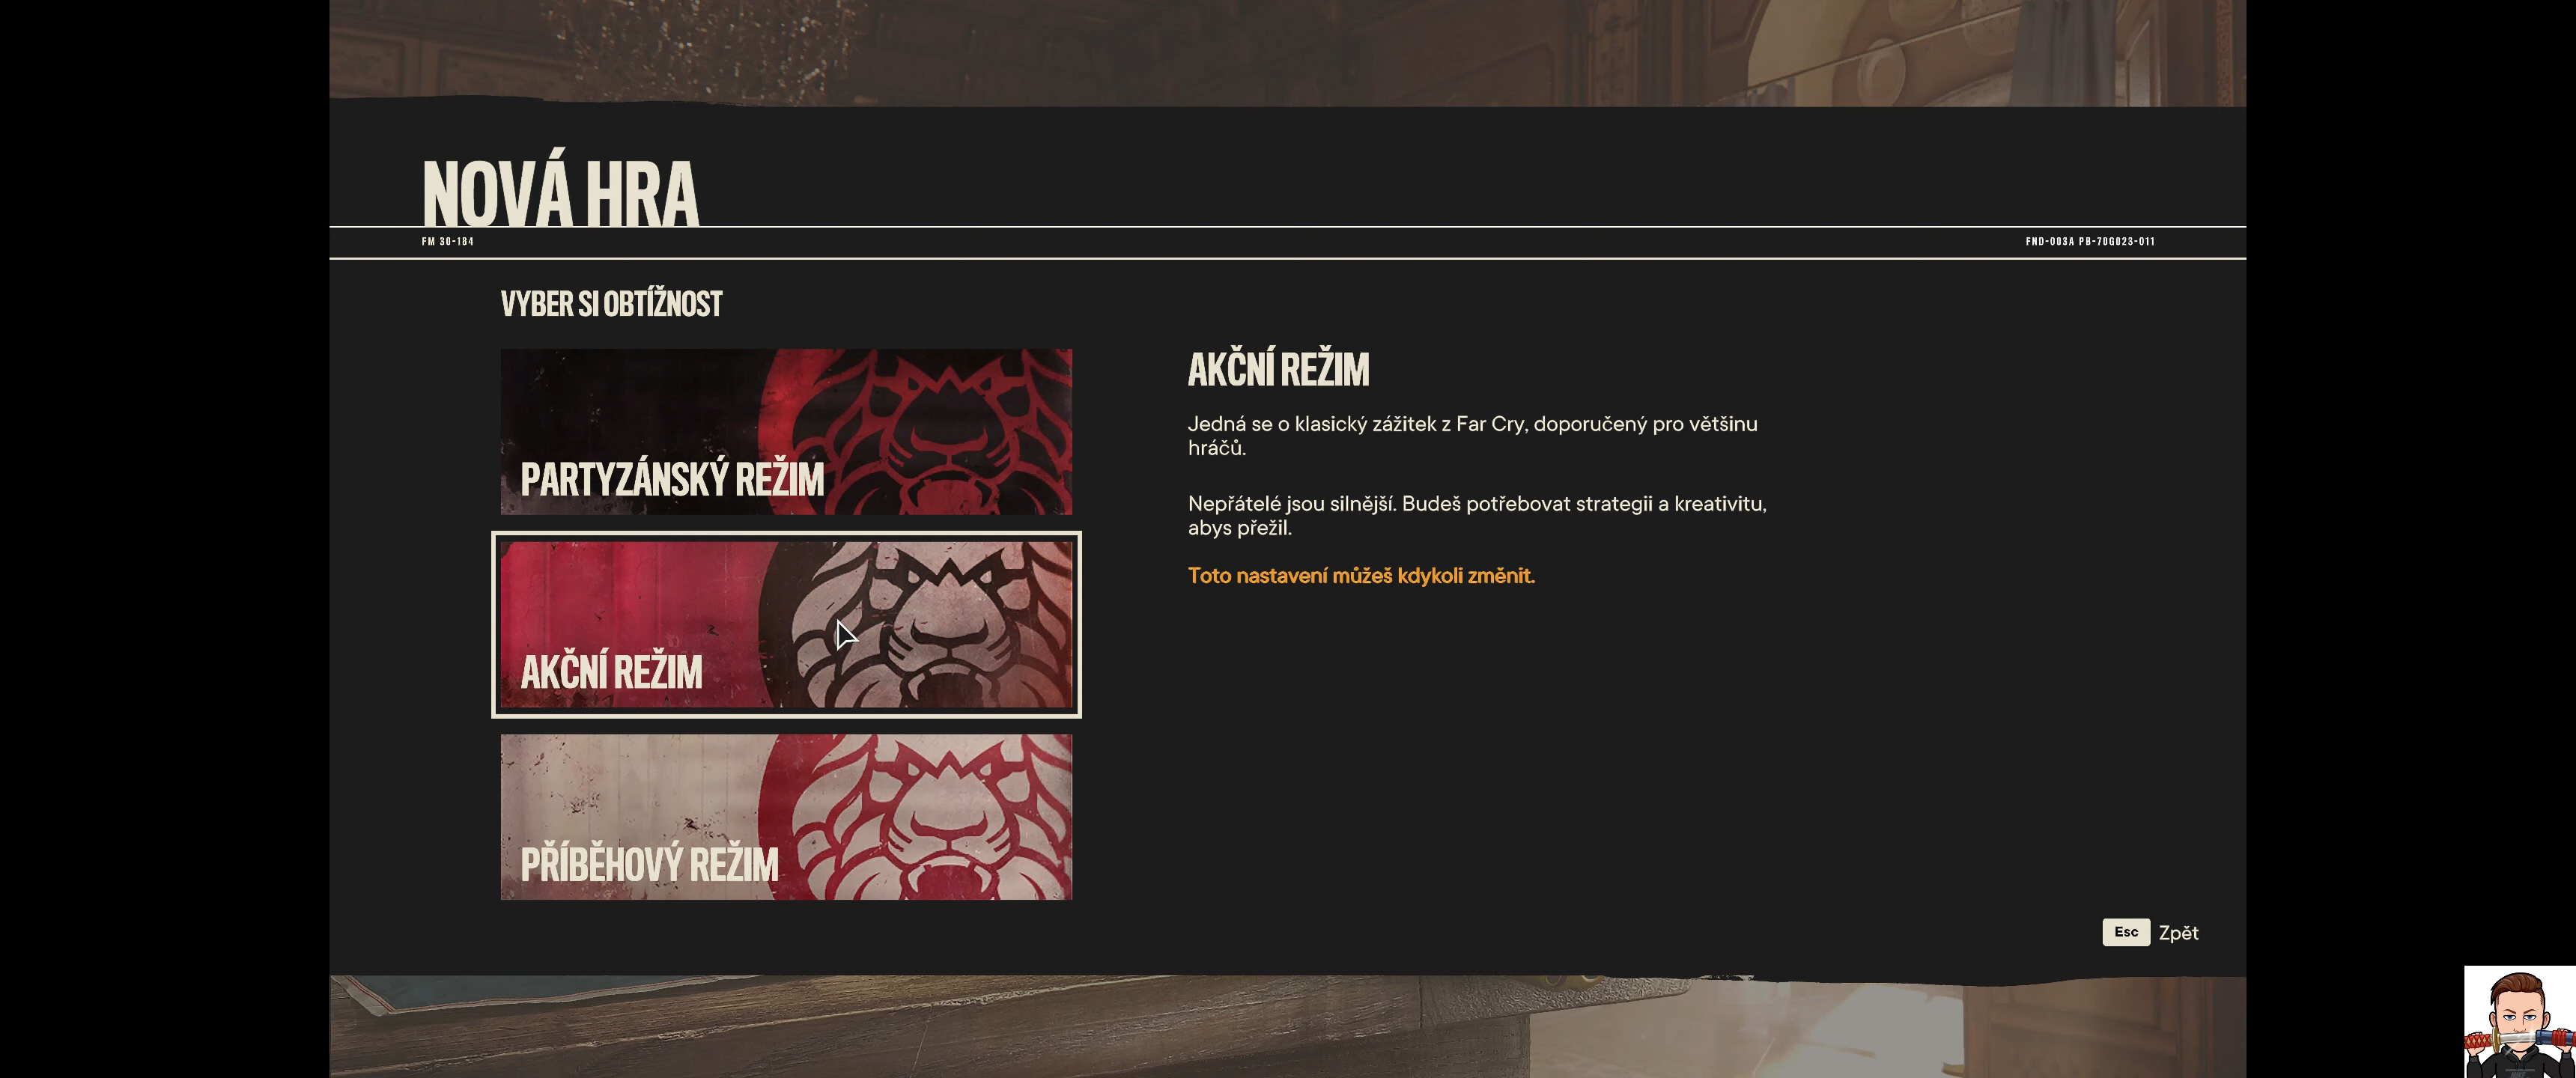 NOVÁ HRA
FM 30-184
FND-003A PB-70G023-011
VYBER SI OBTÍŽNOST
PARTYZÁNSKÝ REŽIM
AKČNÍ REŽIM
PŘÍBĚHOVÝ REŽIM
AKČNÍ REŽIM
Jedná se o klasický zážitek z Far Cry, doporučený pro většinu
hráčů.
Nepřátelé jsou silnější. Budeš potřebovat strategii a kreativitu,
abys přežil.
Toto nastavení můžeš kdykoli změnit.
Esc Zpět